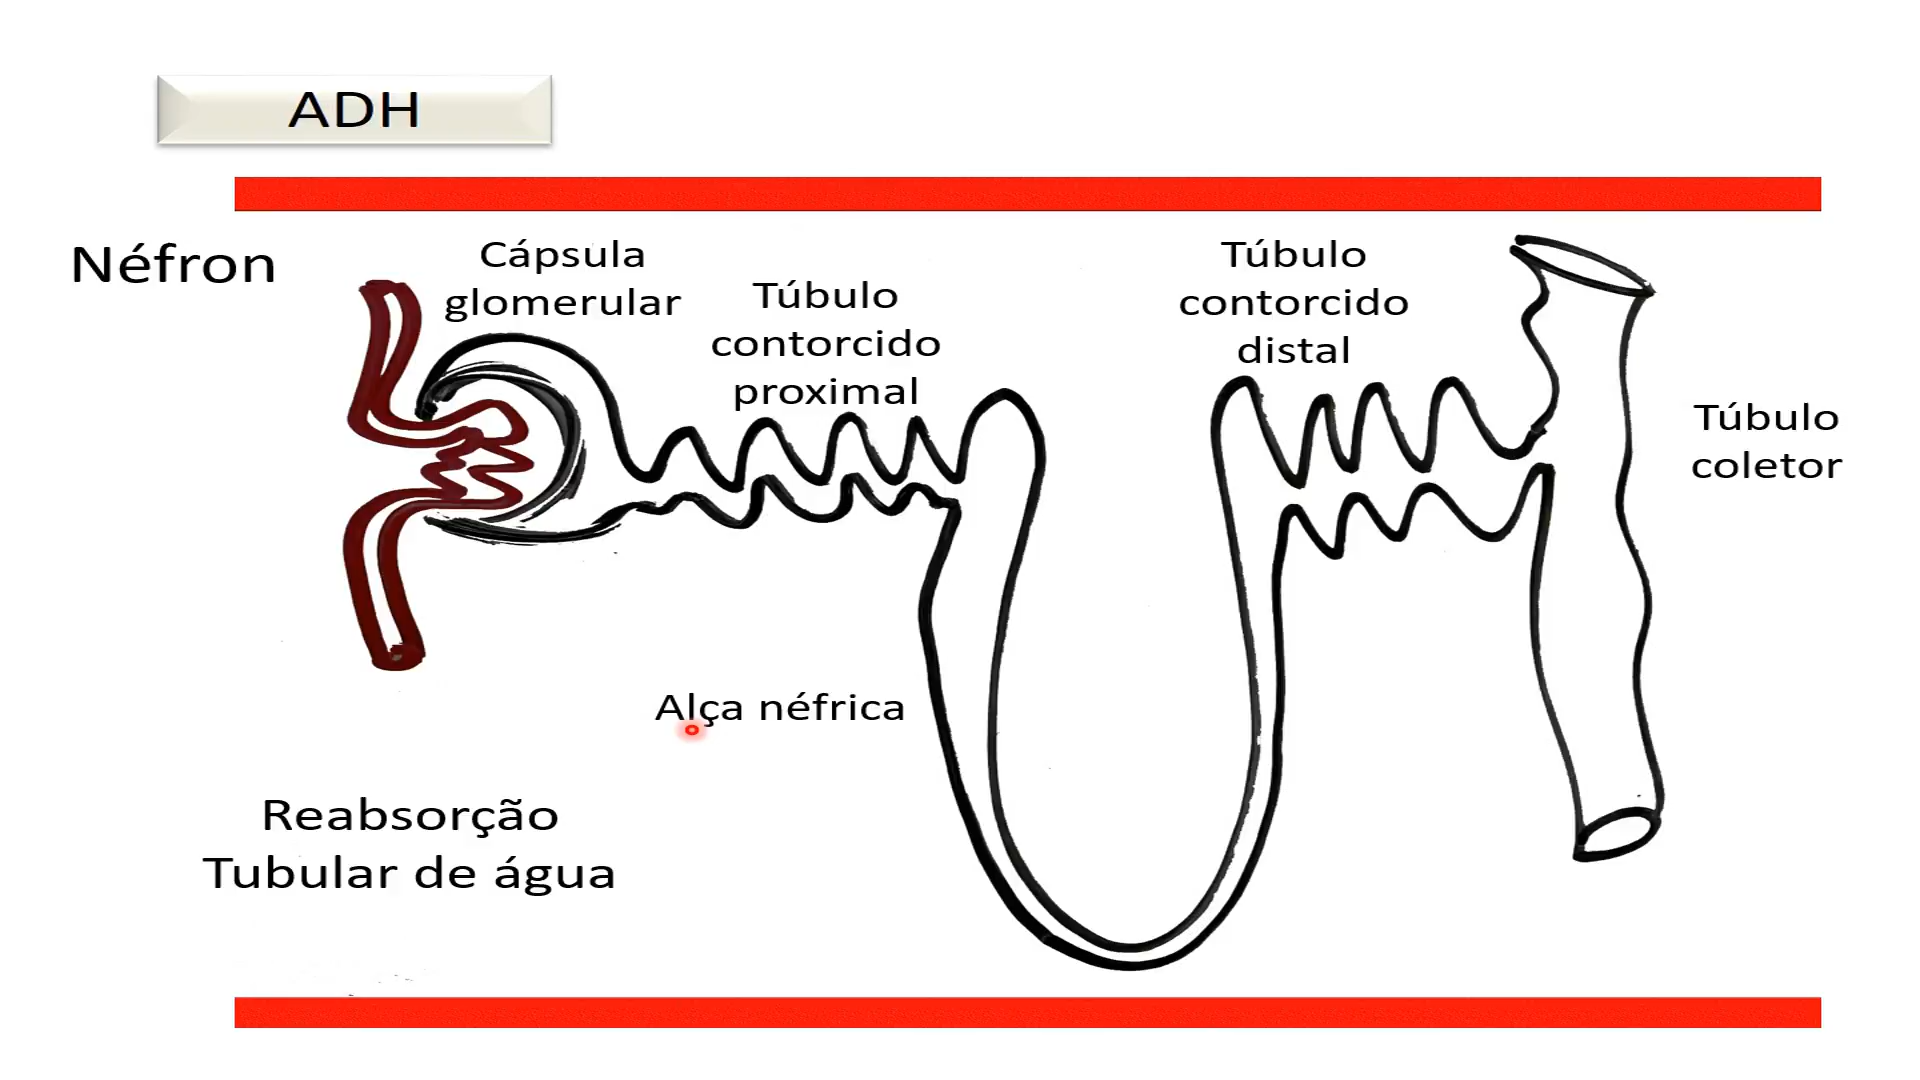 ADH
Néfron
Cápsula
glomerular
Túbulo
contorcido
proximal
Túbulo
contorcido
distal
Túbulo
coletor
Alça néfrica
Reabsorção
Tubular de água